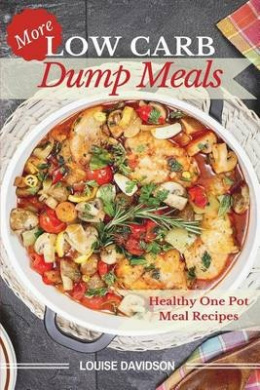 More
LOW CARB
Dump Meals
Healthy One Pot
Meal Recipes
LOUISE DAVIDSON